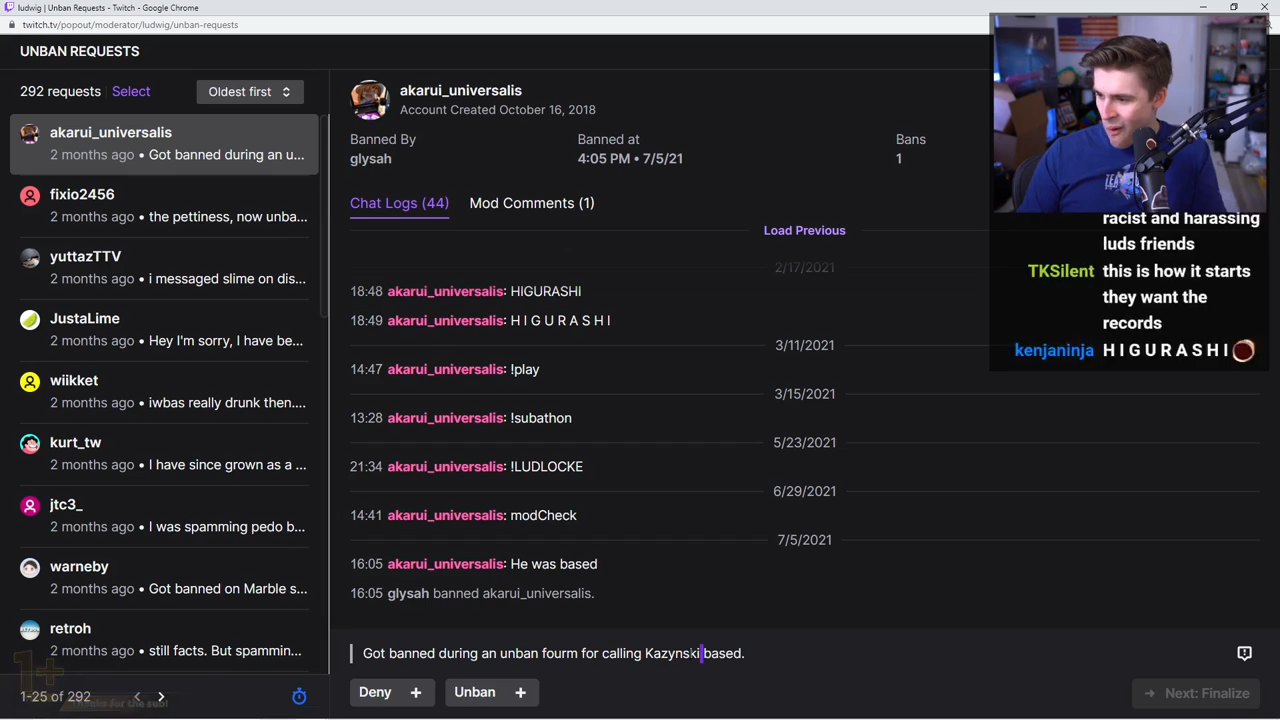 ludwig | Unban Requests - Twitch - Google Chrome
twitch.tv/popout/moderator/ludwig/unban-requests
UNBAN REQUESTS
292 requests Select Oldest first
akarui_universalis
2 months ago • Got banned during an u...
fixio2456
2 months ago • the pettiness, now unba...
yuttazTTV
2 months ago • i messaged slime on dis...
JustaLime
2 months ago • Hey I'm sorry, I have be...
wiikket
2 months ago • iwbas really drunk then....
kurt_tw
2 months ago • I have since grown as a ...
jtc3_
2 months ago • I was spamming pedo b...
warneby
2 months ago • Got banned on Marble s...
retroh
2 months ago • still facts. But spammin...
1-25 of 292
akarui_universalis
Account Created October 16, 2018
Banned By Banned at Bans
glysah 4:05 PM • 7/5/21 1
Chat Logs (44) Mod Comments (1)
Load Previous
2/17/2021
18:48 akarui_universalis: HIGURASHI
18:49 akarui_universalis: H I G U R A S H I
3/11/2021
14:47 akarui_universalis: !play
3/15/2021
13:28 akarui_universalis: !subathon
5/23/2021
21:34 akarui_universalis: !LUDLOCKE
6/29/2021
14:41 akarui_universalis: modCheck
7/5/2021
16:05 akarui_universalis: He was based
16:05 glysah banned akarui_universalis.
Got banned during an unban fourm for calling Kazynski based.
Deny + Unban +
Next: Finalize
racist and harassing
luds friends
TKSilent this is how it starts
they want the
records
kenjaninja H I G U R A S H I